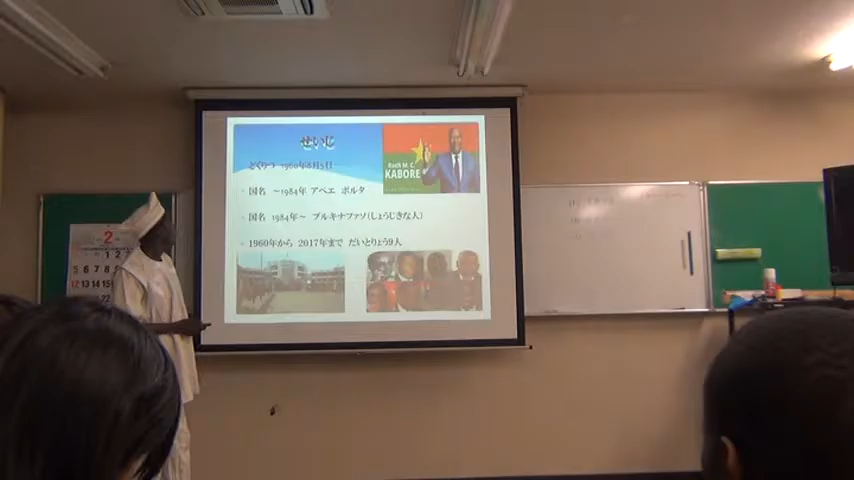 せいじ
どくりつ 1960年8月5日
Roch M. C.
KABORE
国名 ～1984年 アペエ ボルタ
国名 1984年～ ブルキナファソ(しょうじきな人)
1960年から 2017年まで だいとりょう9人
2
1 2
5 6 7 8 9
12 13 14 15 16